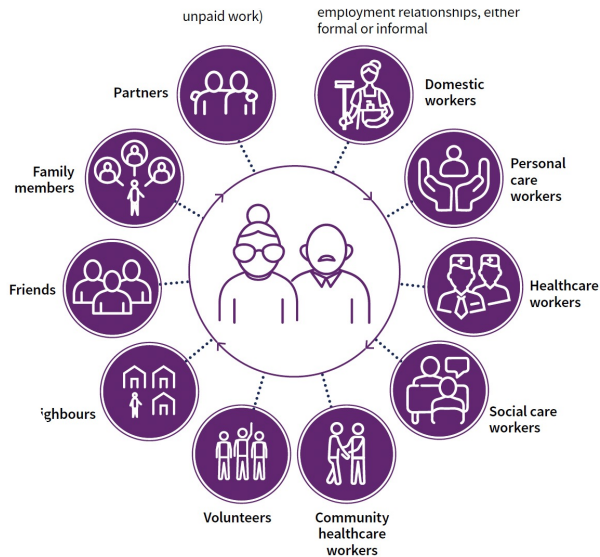 unpaid work)
employment relationships, either
formal or informal
Partners
Domestic
workers
Family
members
Personal
care
workers
Friends
Healthcare
workers
ighbours
Social care
workers
Volunteers
Community
healthcare
workers